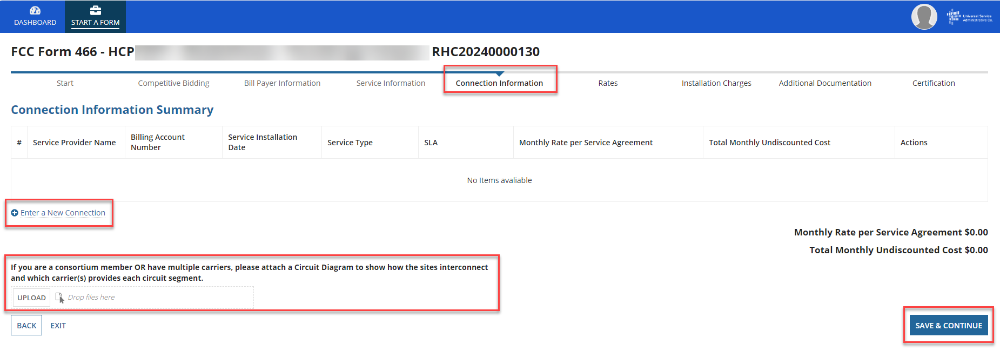 DASHBOARD
START A FORM
Universal Service
Administrative Co.
FCC Form 466 - HCP
RHC20240000130
Start
Competitive Bidding
Bill Payer Information
Service Information
Connection Information
Rates
Installation Charges
Additional Documentation
Certification
Connection Information Summary
#
Service Provider Name
Billing Account
Number
Service Installation
Date
Service Type
SLA
Monthly Rate per Service Agreement
Total Monthly Undiscounted Cost
Actions
No Items avaliable
Enter a New Connection
Monthly Rate per Service Agreement $0.00
Total Monthly Undiscounted Cost $0.00
If you are a consortium member OR have multiple carriers, please attach a Circuit Diagram to show how the sites interconnect
and which carrier(s) provides each circuit segment.
UPLOAD
Drop files here
BACK
EXIT
SAVE & CONTINUE